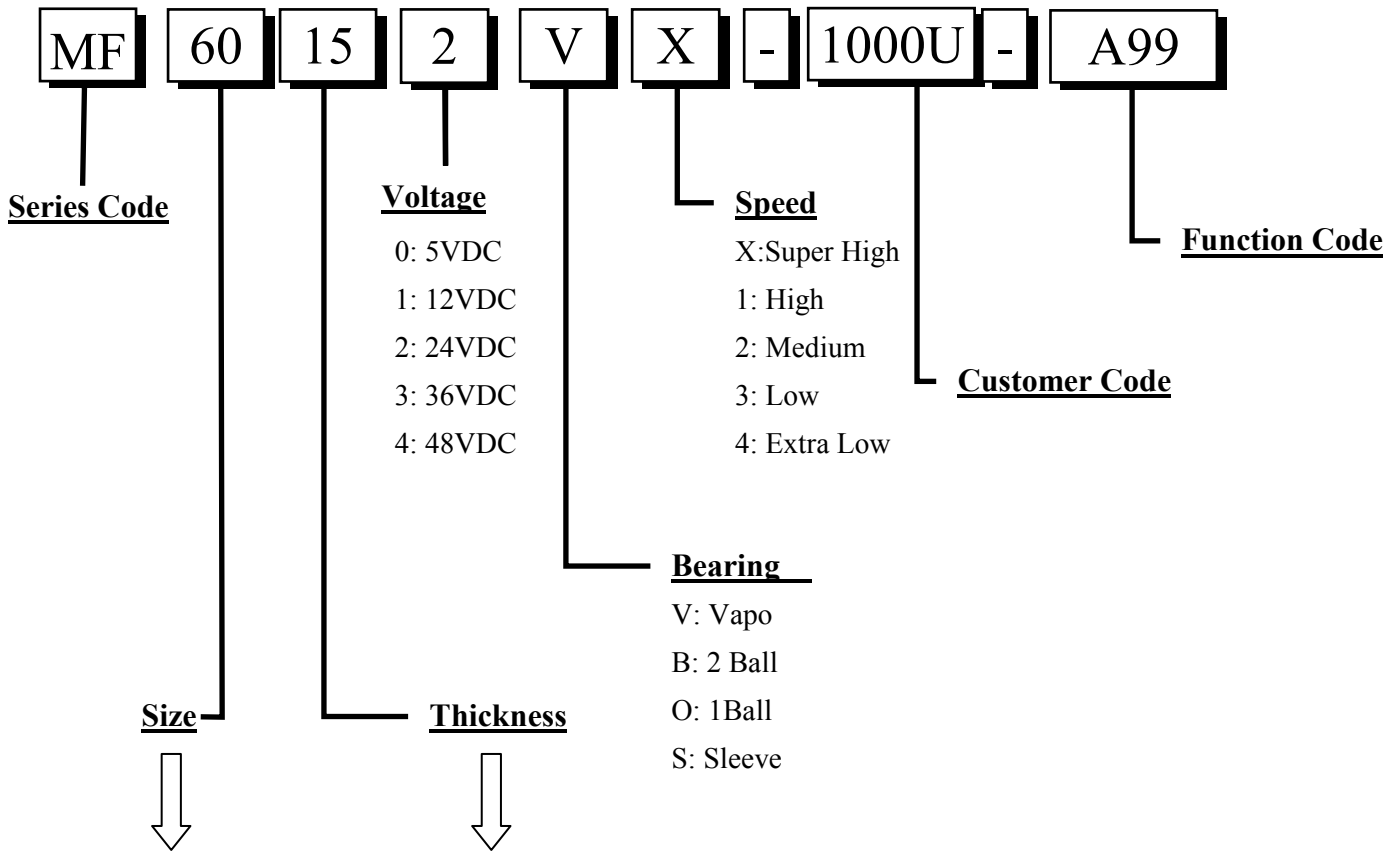 MF 60 15 2 V X - 1000U - A99
Series Code
Voltage
0: 5VDC
1: 12VDC
2: 24VDC
3: 36VDC
4: 48VDC
Speed
X:Super High
1: High
2: Medium
3: Low
4: Extra Low
Function Code
Customer Code
Bearing
V: Vapo
B: 2 Ball
O: 1Ball
S: Sleeve
Size
Thickness